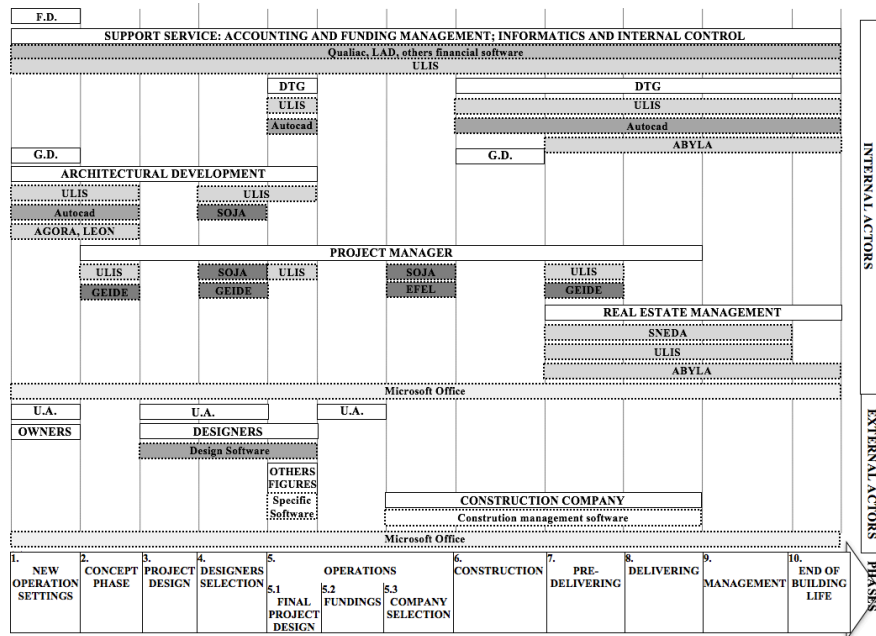 F.D.
SUPPORT SERVICE: ACCOUNTING AND FUNDING MANAGEMENT; INFORMATICS AND INTERNAL CONTROL
Qualiac, LAD, others financial software
ULIS
DTG
DTG
ULIS
ULIS
Autocad
Autocad
ABYLA
G.D.
G.D.
ARCHITECTURAL DEVELOPMENT
ULIS
ULIS
Autocad
SOJA
AGORA, LEON
PROJECT MANAGER
ULIS
SOJA
ULIS
SOJA
ULIS
GEIDE
GEIDE
EFEL
GEIDE
REAL ESTATE MANAGEMENT
SNEDA
ULIS
ABYLA
Microsoft Office
INTERNAL ACTORS
U.A.
U.A.
U.A.
OWNERS
DESIGNERS
Design Software
OTHERS
FIGURES
Specific
Software
CONSTRUCTION COMPANY
Constrution management software
Microsoft Office
EXTERNAL ACTORS
1.
NEW
OPERATION
SETTINGS
2.
CONCEPT
PHASE
3.
PROJECT
DESIGN
4.
DESIGNERS
SELECTION
5.
OPERATIONS
5.1
FINAL
PROJECT
DESIGN
5.2
FUNDINGS
5.3
COMPANY
SELECTION
6.
CONSTRUCTION
7.
PRE-
DELIVERING
8.
DELIVERING
9.
MANAGEMENT
10.
END OF
BUILDING
LIFE
PHASES